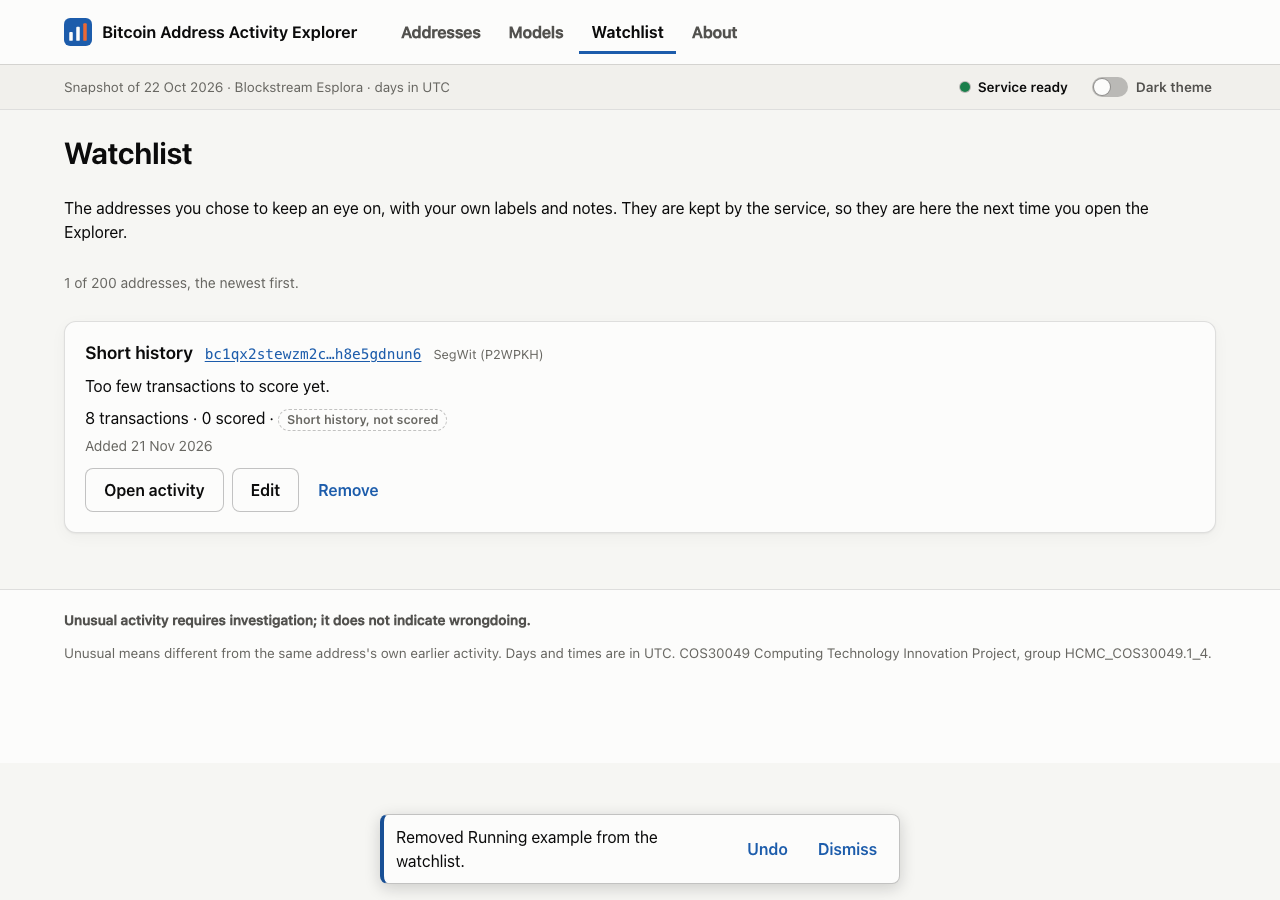 Bitcoin Address Activity Explorer
Addresses
Models
Watchlist
About
Snapshot of 22 Oct 2026 · Blockstream Esplora · days in UTC
Service ready
Dark theme
Watchlist
The addresses you chose to keep an eye on, with your own labels and notes. They are kept by the service, so they are here the next time you open the
Explorer.
1 of 200 addresses, the newest first.
Short history bc1qx2stewzm2c…h8e5gdnun6 SegWit (P2WPKH)
Too few transactions to score yet.
8 transactions · 0 scored · Short history, not scored
Added 21 Nov 2026
Open activity
Edit
Remove
Unusual activity requires investigation; it does not indicate wrongdoing.
Unusual means different from the same address's own earlier activity. Days and times are in UTC. COS30049 Computing Technology Innovation Project, group HCMC_COS30049.1_4.
Removed Running example from the
watchlist.
Undo
Dismiss